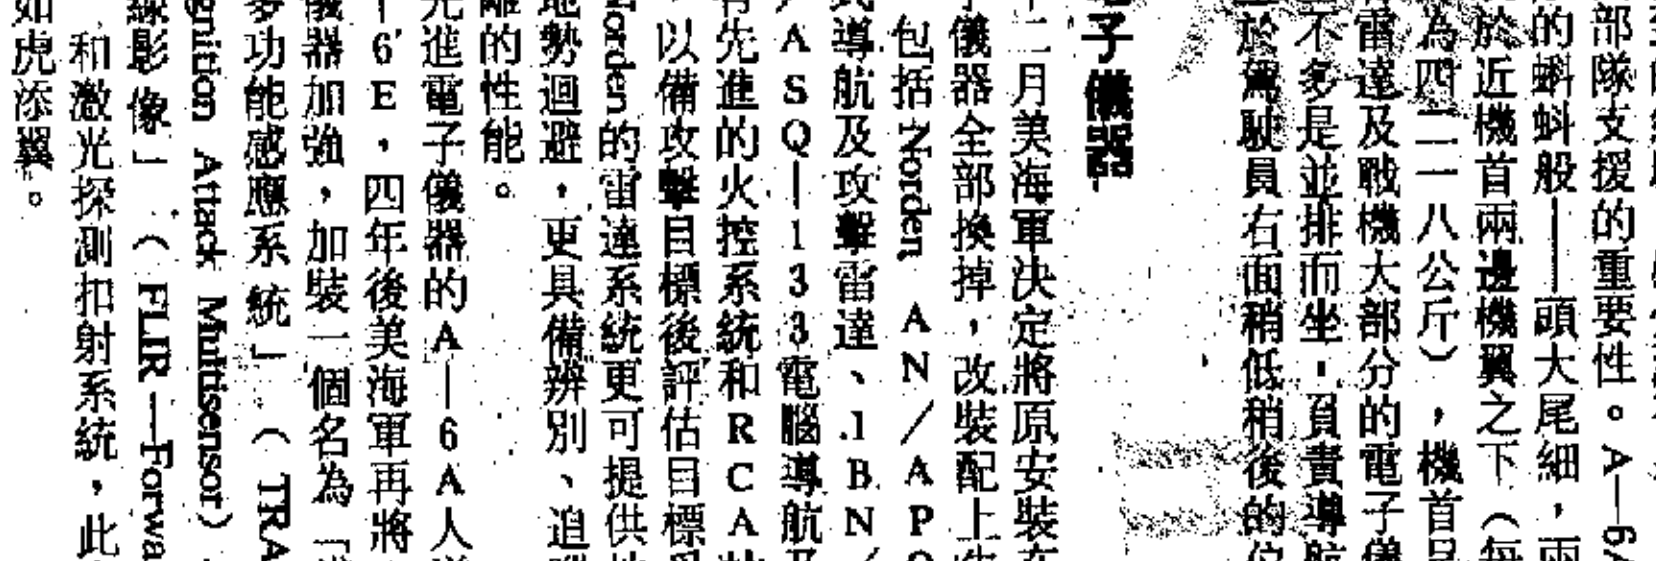 部隊支援的重要性。A—6A
的蝌蚪般——頭大尾細，兩
於近機首兩邊機翼之下（每
為四二一八公斤），機首
雷達及戰機大部分的電子儀
不多是並排而坐，負責導航
於駕駛員右面稍低稍後的位
子儀器
二月美海軍決定將原安裝在
儀器全部換掉，改裝配上
包括Norden AN／AP
導航及攻擊雷達、IBN／
ASQ—133電腦導航及
先進的火控系統和RCA
以備攻擊目標後評估目標
Norden的雷達系統更可提供地
地勢迴避，更具備辨別、追
離的性能。
先進電子儀器的A—6A人
6E，四年後美海軍再將
儀器加強，加裝一個名為「
多功能感應系統」（TRA
gnition Attack Multisensor）
線影像」（FLIR—Forwa
和激光探測扣射系統，此
如虎添翼。